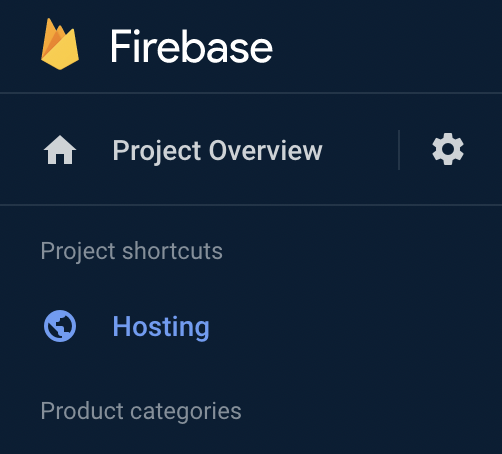 Firebase
Project Overview
Project shortcuts
Hosting
Product categories